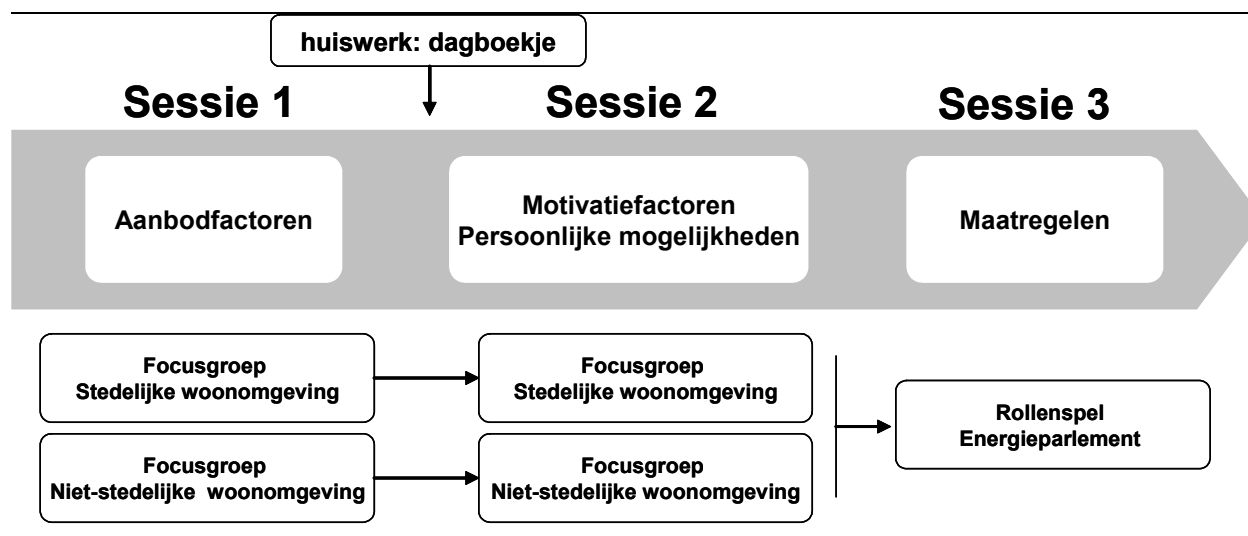 huiswerk: dagboekje
Sessie 1
Sessie 2
Sessie 3
Aanbodfactoren
Motivatiefactoren
Persoonlijke mogelijkheden
Maatregelen
Focusgroep
Stedelijke woonomgeving
Focusgroep
Stedelijke woonomgeving
Focusgroep
Niet-stedelijke woonomgeving
Focusgroep
Niet-stedelijke woonomgeving
Rollenspel
Energieparlement